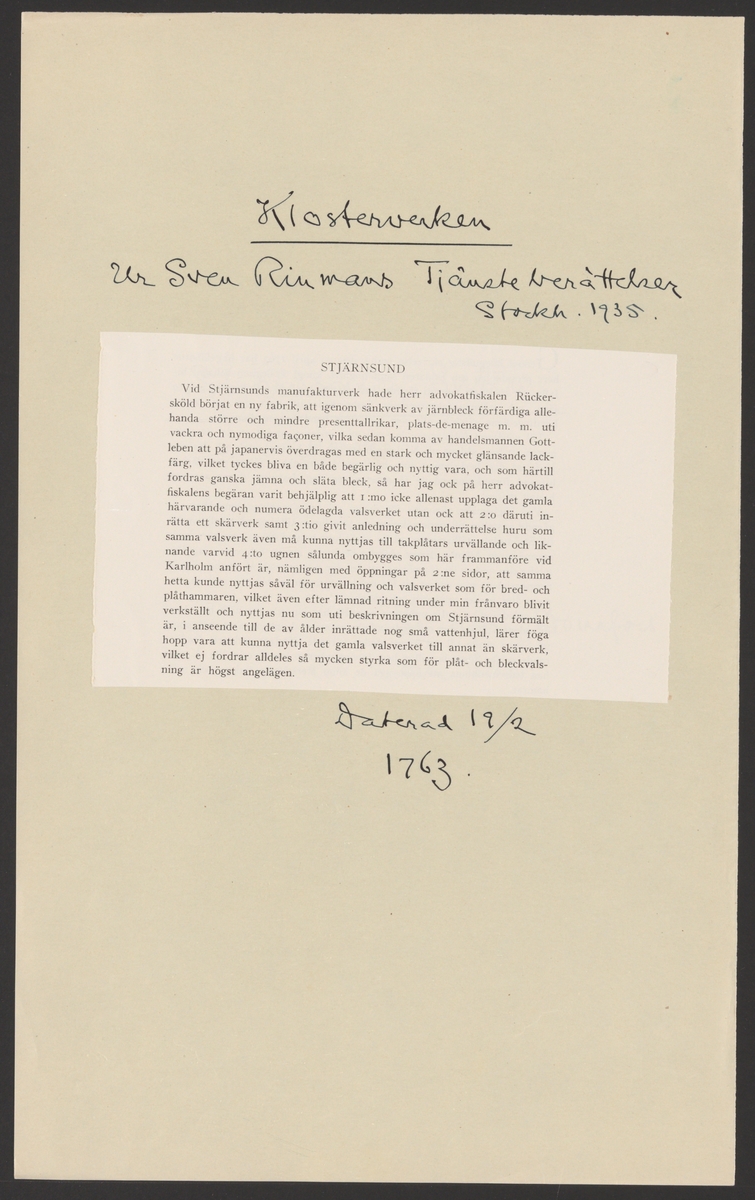 Klosterverken
Ur Sven Rinmans Tjänsteberättelser
Stockh. 1935.
STJÄRNSUND
Vid Stjärnsunds manufakturverk hade herr advokatfiskalen Rücker-
sköld börjat en ny fabrik, att igenom sänkverk av järnbleck förfärdiga alle-
handa större och mindre presenttallrikar, plats-de-menage m. m. uti
vackra och nymodiga façoner, vilka sedan komma av handelsmannen Gott-
leben att på japanervis överdragas med en stark och mycket glänsande lack-
färg, vilket tyckes bliva en både begärlig och nyttig vara, och som härtill
fordras ganska jämna och släta bleck, så har jag ock på herr advokat-
fiskalens begäran varit behjälplig att 1:mo icke allenast upplaga det gamla
härvarande och numera ödelagda valsverket utan ock att 2:o däruti in-
rätta ett skärverk samt 3:tio givit anledning och underrättelse huru som
samma valsverk även må kunna nyttjas till takplåtars urvällande och lik-
nande varvid 4:to ugnen sålunda ombygges som här frammanföre vid
Karlholm anfört är, nämligen med öppningar på 2:ne sidor, att samma
hetta kunde nyttjas såväl för urvällning och valsverket som för bred- och
plåthammaren, vilket även efter lämnad ritning under min frånvaro blivit
verkställt och nyttjas nu som uti beskrivningen om Stjärnsund förmält
är, i anseende till de av ålder inrättade nog små vattenhjul, lärer föga
hopp vara att kunna nyttja det gamla valsverket till annat än skärverk,
vilket ej fordrar alldeles så mycken styrka som för plåt- och bleckvals-
ning är högst angelägen.
Daterad 19/2
1763.